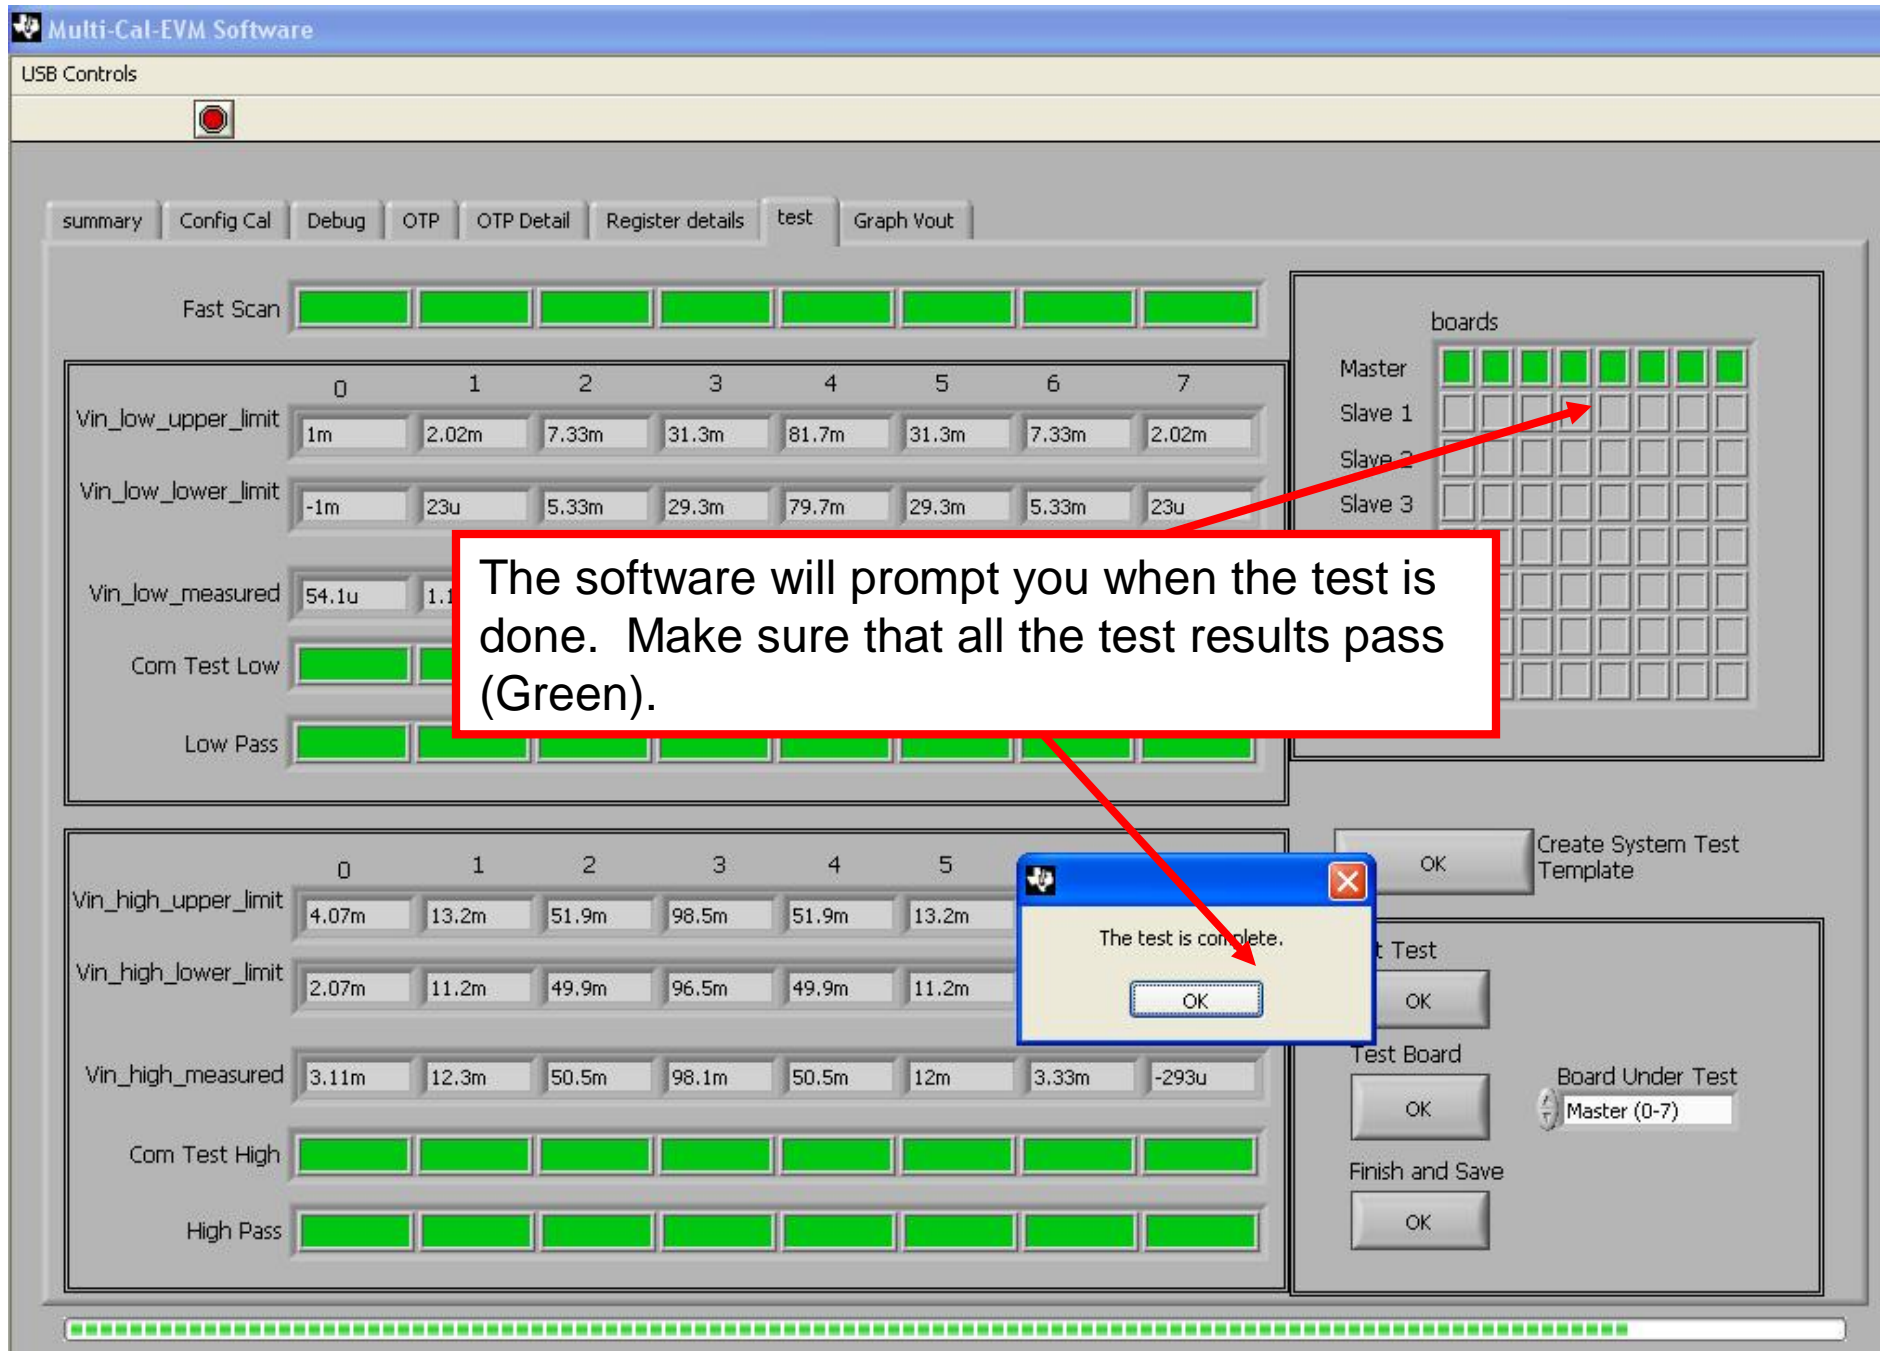 Multi-Cal-EVM Software
USB Controls
summary Config Cal Debug OTP OTP Detail Register details test Graph Vout
Fast Scan
boards
Master
Slave 1
Slave 2
Slave 3
0 1 2 3 4 5 6 7
Vin_low_upper_limit 1m 2.02m 7.33m 31.3m 81.7m 31.3m 7.33m 2.02m
Vin_low_lower_limit -1m 23u 5.33m 29.3m 79.7m 29.3m 5.33m 23u
Vin_low_measured 54.1u
Com Test Low
Low Pass
The software will prompt you when the test is
done. Make sure that all the test results pass
(Green).
0 1 2 3 4 5
Vin_high_upper_limit 4.07m 13.2m 51.9m 98.5m 51.9m 13.2m
Vin_high_lower_limit 2.07m 11.2m 49.9m 96.5m 49.9m 11.2m
Vin_high_measured 3.11m 12.3m 50.5m 98.1m 50.5m 12m 3.33m -293u
Com Test High
High Pass
The test is complete.
OK
OK Create System Test
Template
Test
OK
Test Board
OK
Board Under Test
Master (0-7)
Finish and Save
OK